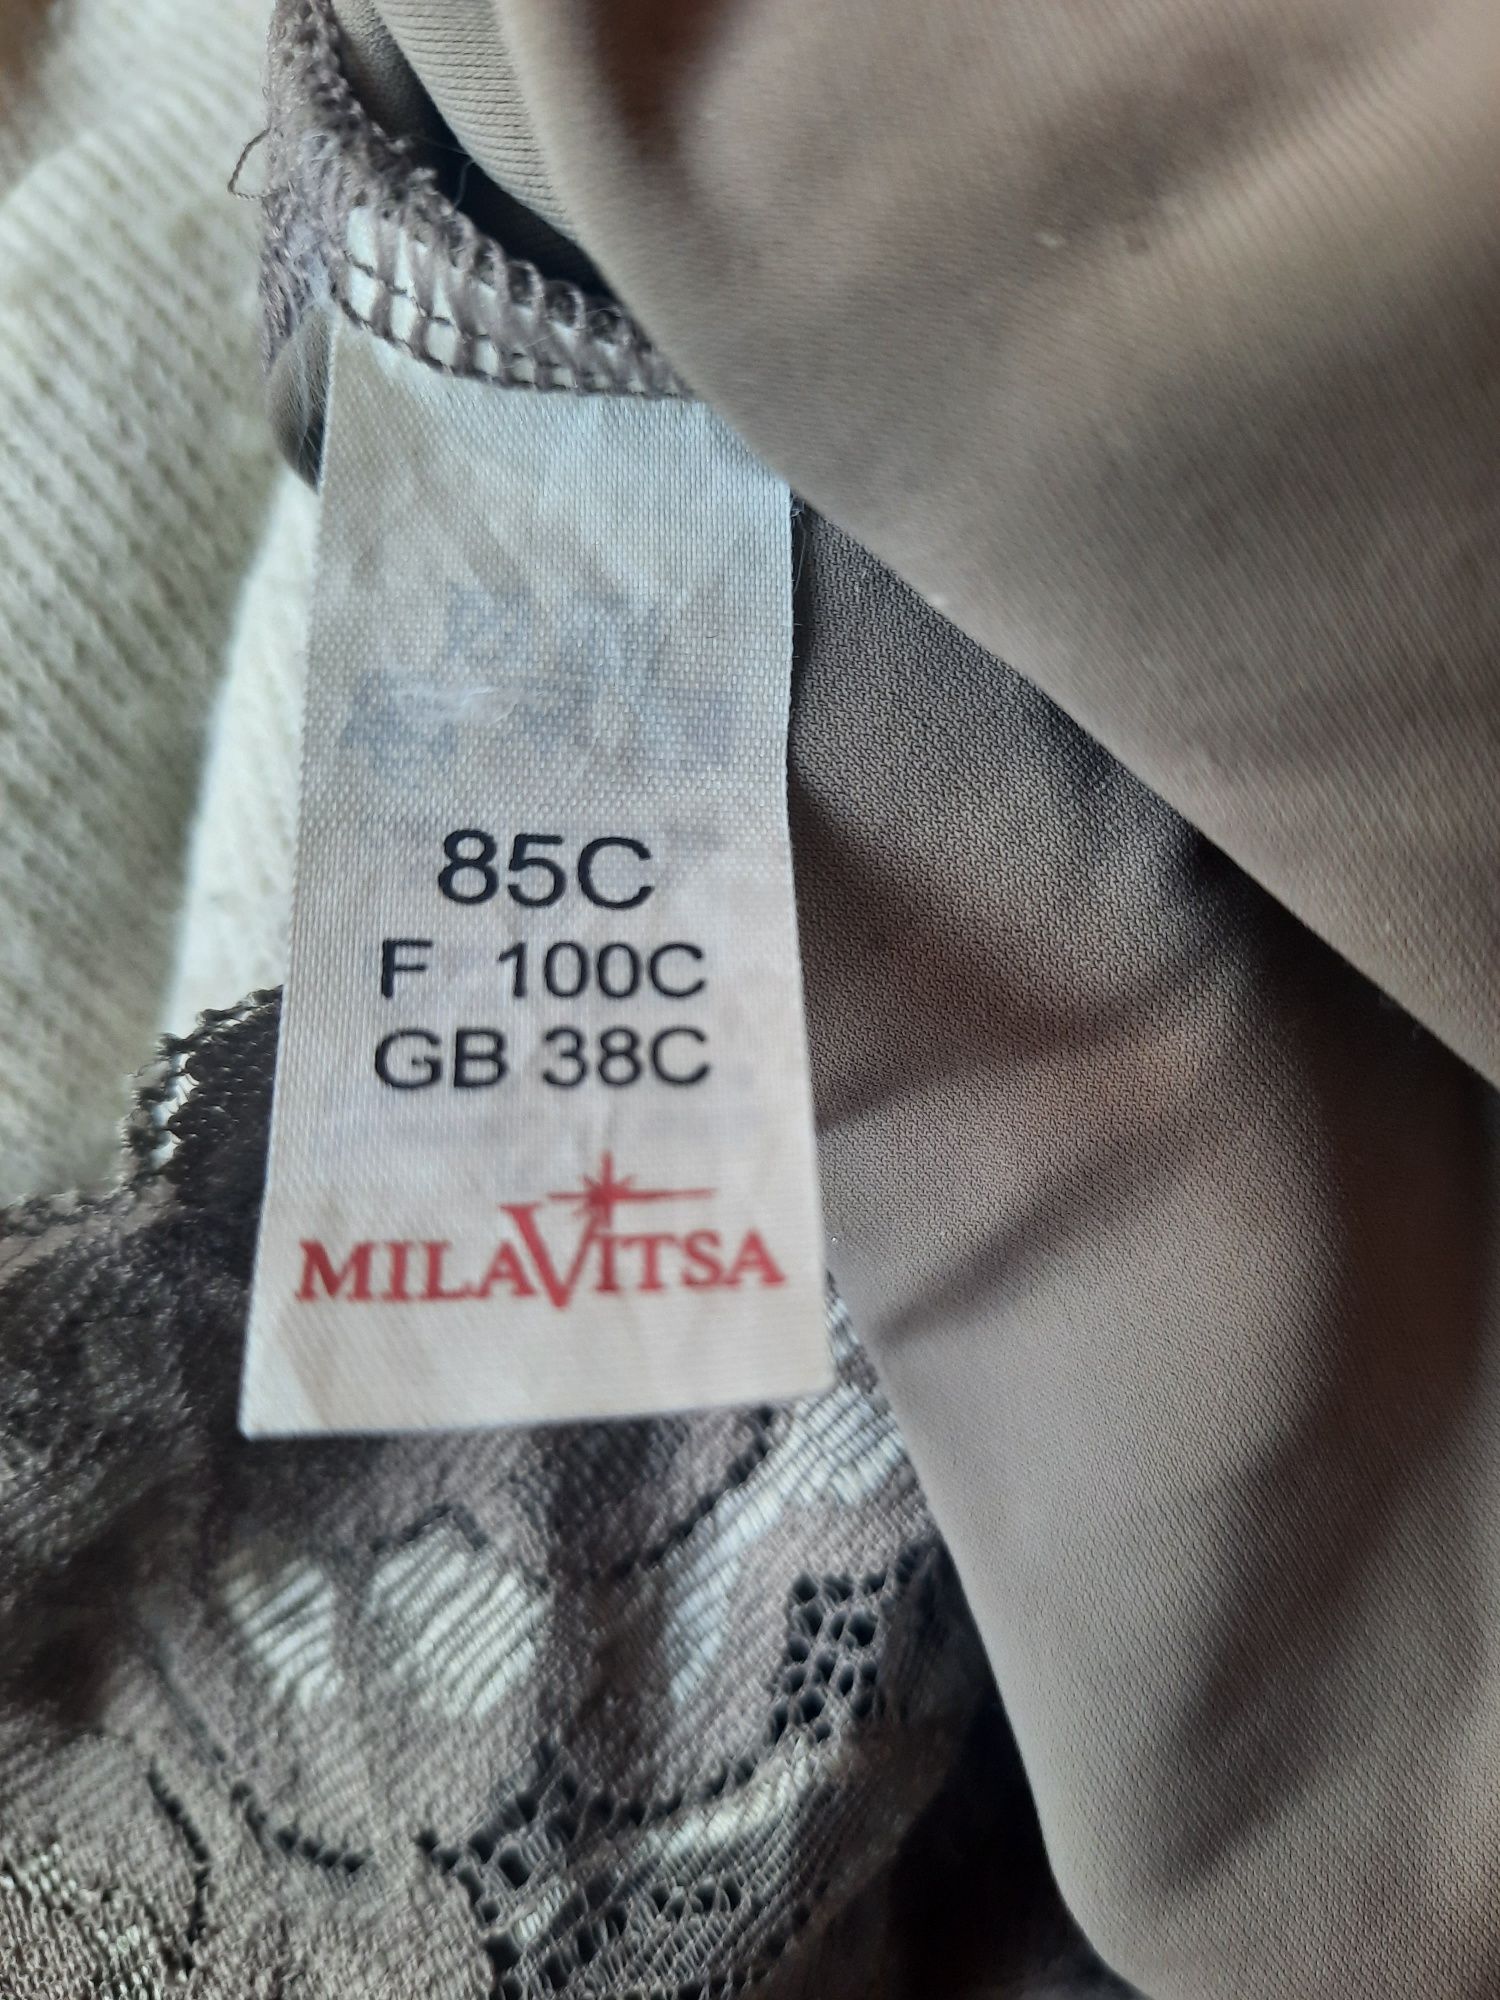 85C
F 100C
GB 38C
MILAVITSA